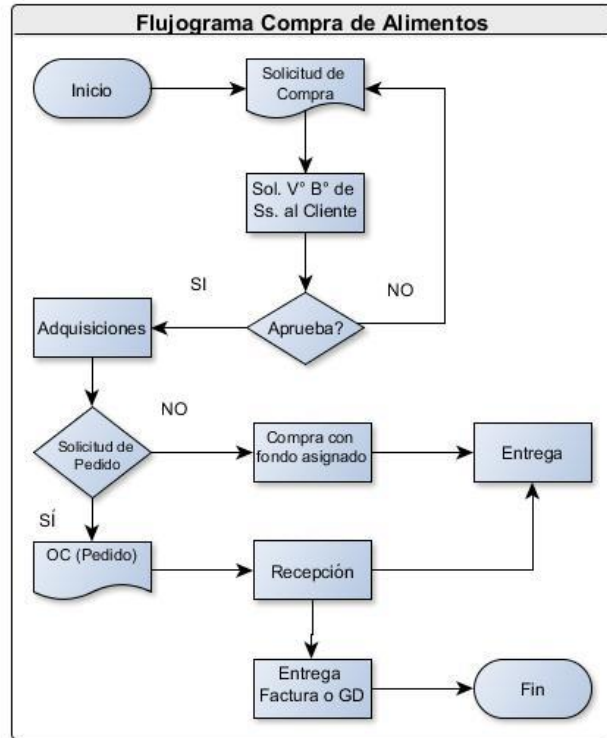 Flujograma Compra de Alimentos
Inicio
Solicitud de
Compra
Sol. V° B° de
Ss. al Cliente
SI
NO
Adquisiciones
Aprueba?
NO
Solicitud de
Pedido
Compra con
fondo asignado
Entrega
SÍ
OC (Pedido)
Recepción
Entrega
Factura o GD
Fin